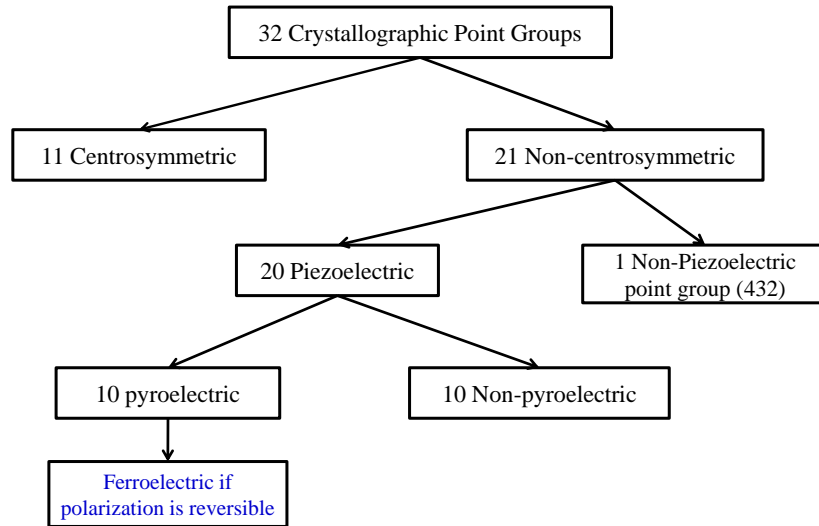 32 Crystallographic Point Groups
11 Centrosymmetric
21 Non-centrosymmetric
20 Piezoelectric
1 Non-Piezoelectric
point group (432)
10 pyroelectric
10 Non-pyroelectric
Ferroelectric if
polarization is reversible